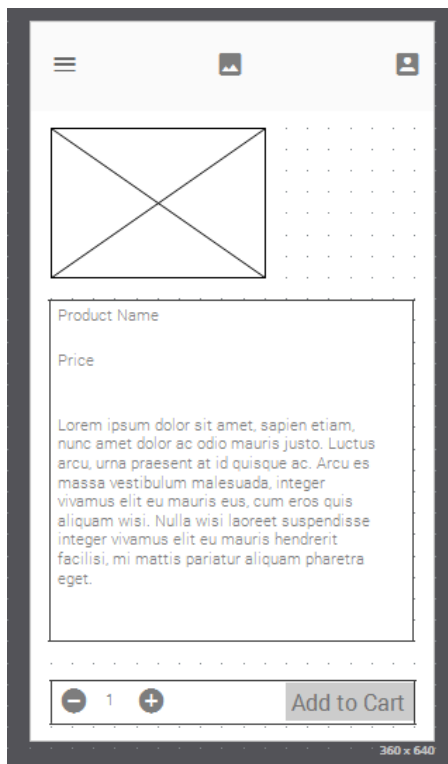 Product Name
Price
Lorem ipsum dolor sit amet, sapien etiam,
nunc amet dolor ac odio mauris justo. Luctus
arcu, urna praesent at id quisque ac. Arcu es
massa vestibulum malesuada, integer
vivamus elit eu mauris eus, cum eros quis
aliquam wisi. Nulla wisi laoreet suspendisse
integer vivamus elit eu mauris hendrerit
facilisi, mi mattis pariatur aliquam pharetra
eget.
1 Add to Cart
360 x 640